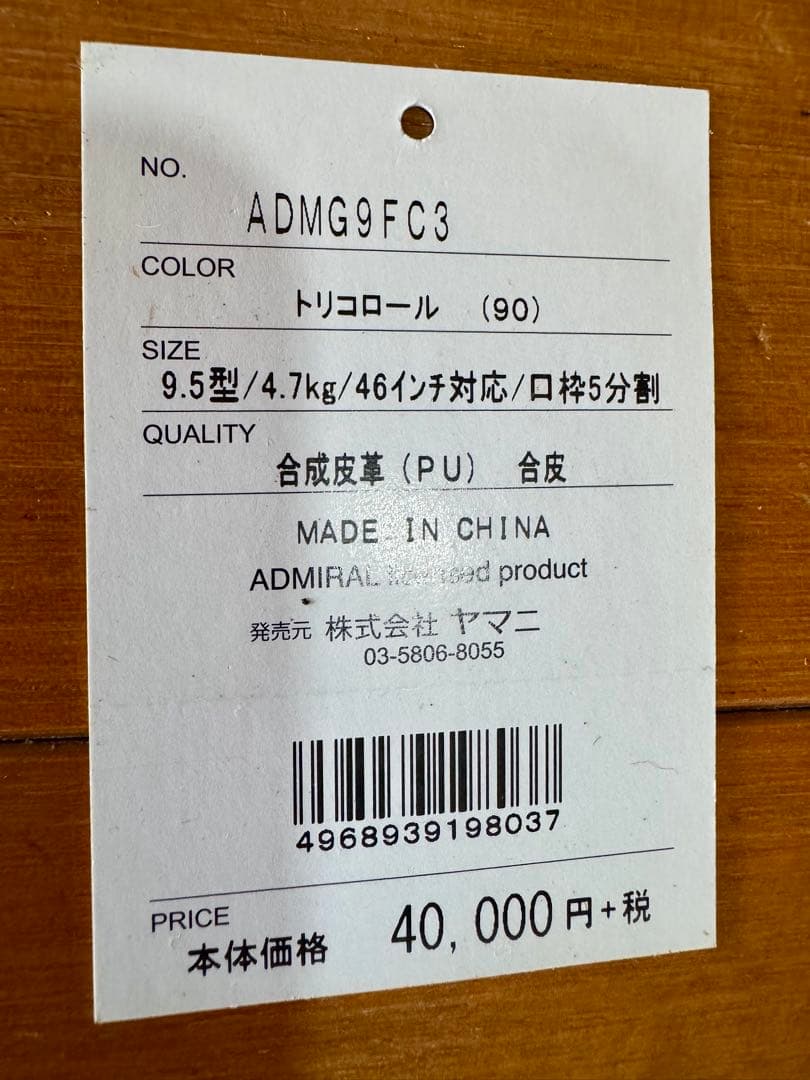 NO.
ADMG9FC3
COLOR
トリコロール （90）
SIZE
9.5型/4.7kg/46インチ対応/口枠5分割
QUALITY
合成皮革（PU） 合皮
MADE IN CHINA
ADMIRAL licensed product
発売元 株式会社 ヤマニ
03-5806-8055
4968939198037
PRICE
本体価格 40,000円+税